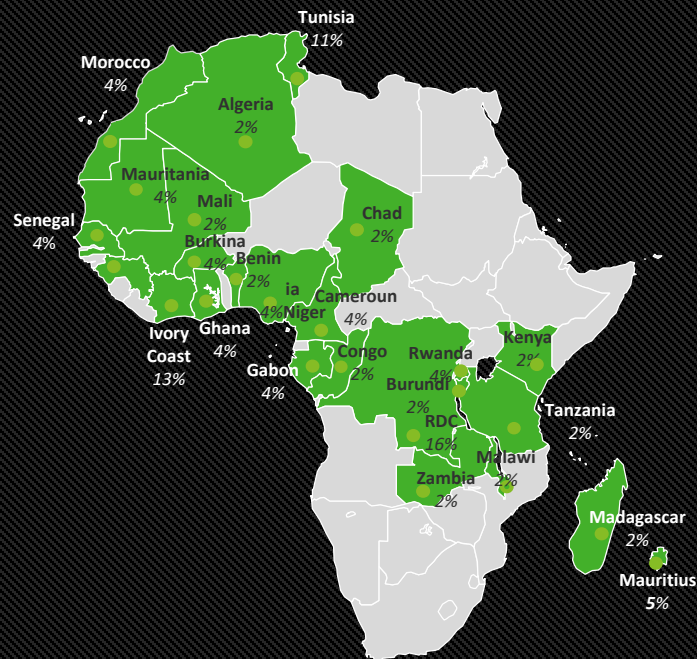 Tunisia
11%
Morocco
4%
Algeria
2%
Mauritania
4%
Mali
2%
Senegal
4%
Chad
2%
Burkina
4%
Benin
2%
ia
4%
Niger
Cameroun
4%
Ivory
Coast
13%
Ghana
4%
Gabon
4%
Congo
2%
Rwanda
4%
Kenya
2%
Burundi
2%
RDC
16%
Tanzania
2%
Malawi
2%
Zambia
2%
Madagascar
2%
Mauritius
5%